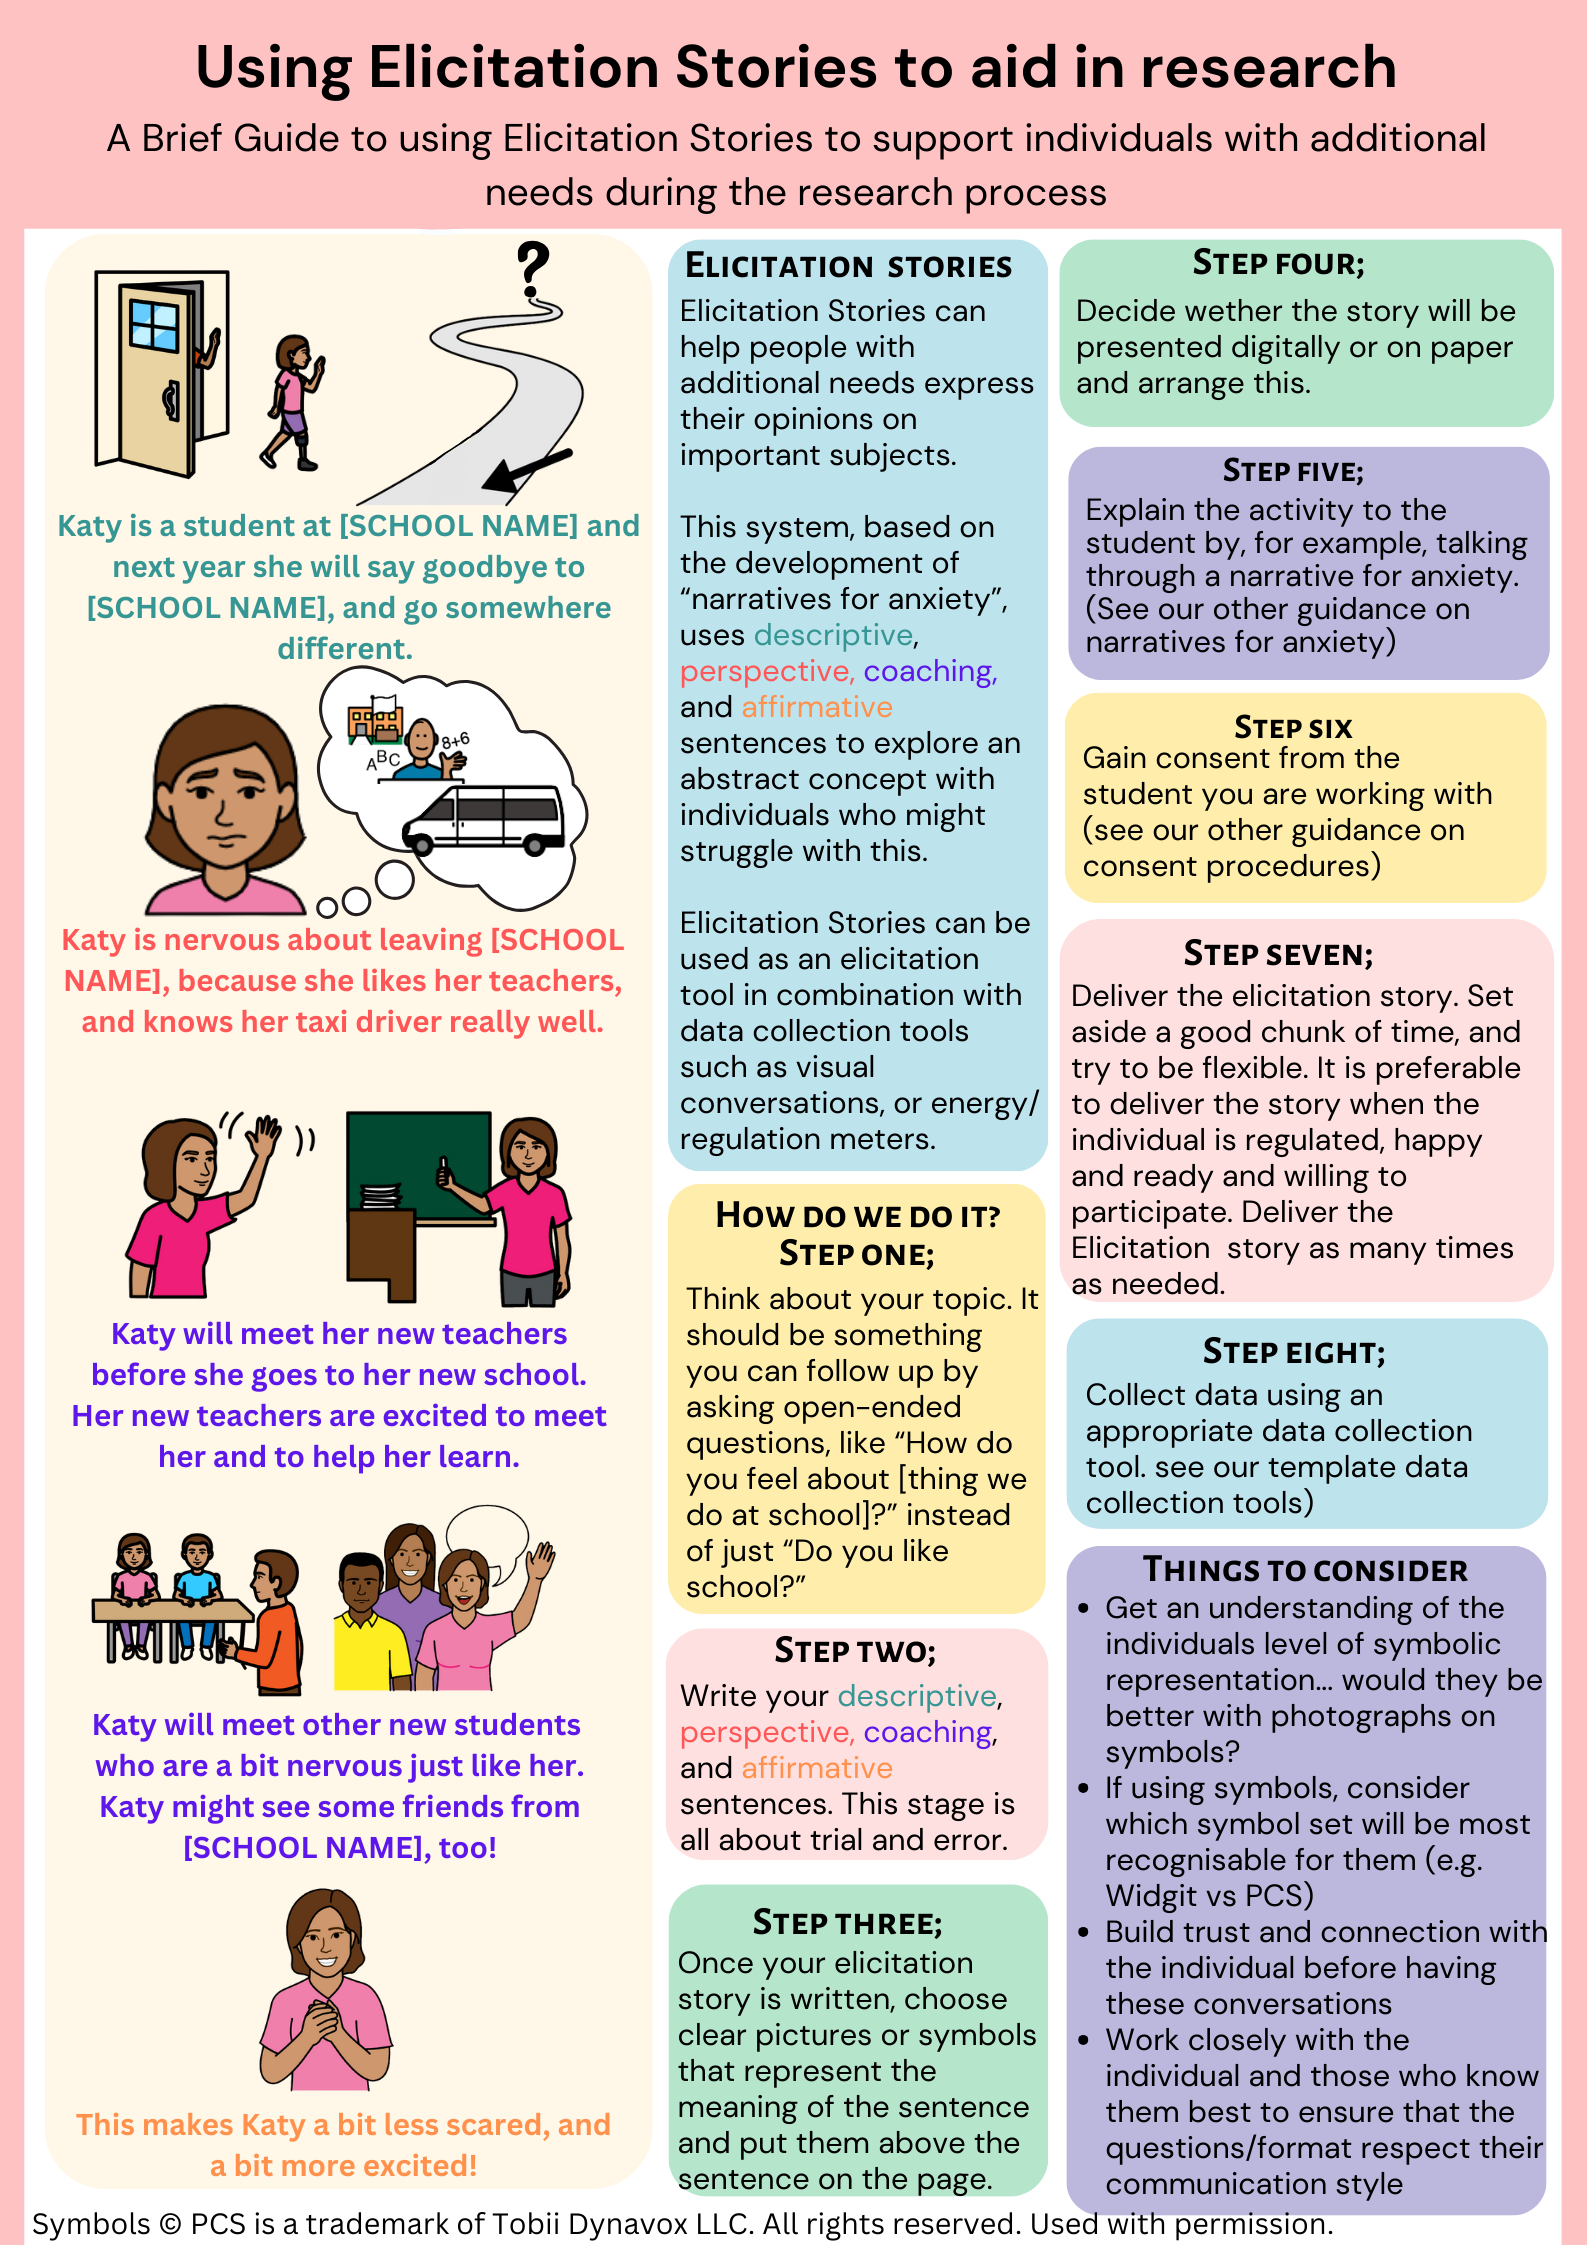 Using Elicitation Stories to aid in research
A Brief Guide to using Elicitation Stories to support individuals with additional
needs during the research process
?
Katy is a student at [SCHOOL NAME] and
next year she will say goodbye to
[SCHOOL NAME], and go somewhere
different.
8+6
ABC
Katy is nervous about leaving [SCHOOL
NAME], because she likes her teachers,
and knows her taxi driver really well.
Katy will meet her new teachers
before she goes to her new school.
Her new teachers are excited to meet
her and to help her learn.
Katy will meet other new students
who are a bit nervous just like her.
Katy might see some friends from
[SCHOOL NAME], too!
This makes Katy a bit less scared, and
a bit more excited!
ELICITATION STORIES
Elicitation Stories can
help people with
additional needs express
their opinions on
important subjects.
This system, based on
the development of
“narratives for anxiety”,
uses descriptive,
perspective, coaching,
and affirmative
sentences to explore an
abstract concept with
individuals who might
struggle with this.
Elicitation Stories can be
used as an elicitation
tool in combination with
data collection tools
such as visual
conversations, or energy/
regulation meters.
HOW DO WE DO IT?
STEP ONE;
Think about your topic. It
should be something
you can follow up by
asking open-ended
questions, like “How do
you feel about [thing we
do at school]?” instead
of just “Do you like
school?”
STEP TWO;
Write your descriptive,
perspective, coaching,
and affirmative
sentences. This stage is
all about trial and error.
STEP THREE;
Once your elicitation
story is written, choose
clear pictures or symbols
that represent the
meaning of the sentence
and put them above the
sentence on the page.
STEP FOUR;
Decide wether the story will be
presented digitally or on paper
and arrange this.
STEP FIVE;
Explain the activity to the
student by, for example, talking
through a narrative for anxiety.
(See our other guidance on
narratives for anxiety)
STEP SIX
Gain consent from the
student you are working with
(see our other guidance on
consent procedures)
STEP SEVEN;
Deliver the elicitation story. Set
aside a good chunk of time, and
try to be flexible. It is preferable
to deliver the story when the
individual is regulated, happy
and ready and willing to
participate. Deliver the
Elicitation story as many times
as needed.
STEP EIGHT;
Collect data using an
appropriate data collection
tool. see our template data
collection tools)
THINGS TO CONSIDER
• Get an understanding of the
individuals level of symbolic
representation... would they be
better with photographs on
symbols?
• If using symbols, consider
which symbol set will be most
recognisable for them (e.g.
Widgit vs PCS)
• Build trust and connection with
the individual before having
these conversations
• Work closely with the
individual and those who know
them best to ensure that the
questions/format respect their
communication style
Symbols © PCS is a trademark of Tobii Dynavox LLC. All rights reserved. Used with permission.